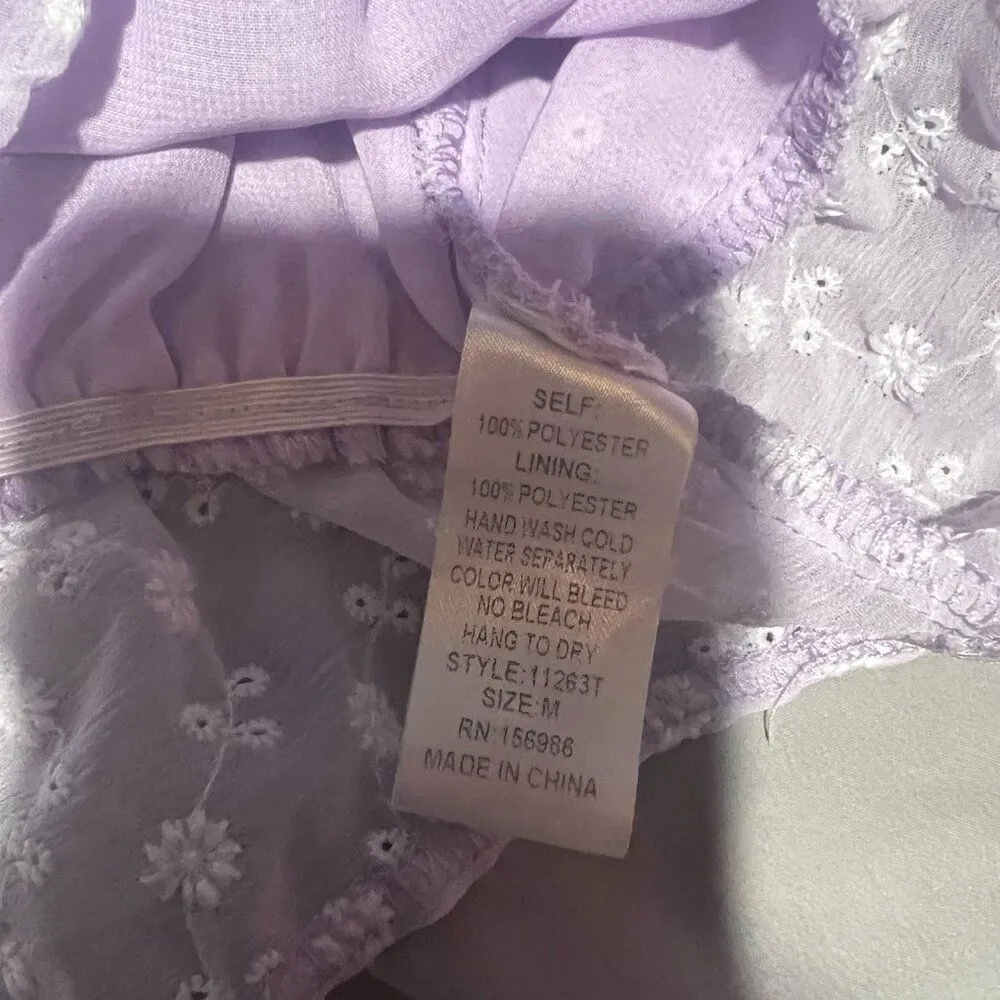 SELF:
100% POLYESTER
LINING:
100% POLYESTER
HAND WASH COLD
WATER SEPARATELY
COLOR WILL BLEED
NO BLEACH
HANG TO DRY
STYLE:11263T
SIZE:M
RN:156986
MADE IN CHINA